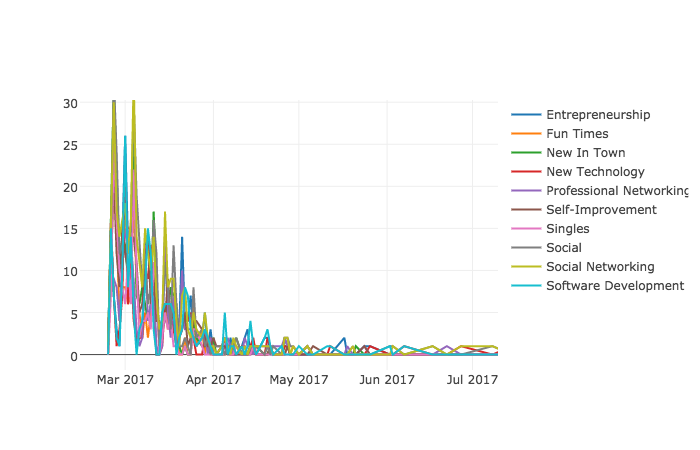 30
25
20
15
10
5
0
Mar 2017
Apr 2017
May 2017
Jun 2017
Jul 2017
Entrepreneurship
Fun Times
New In Town
New Technology
Professional Networking
Self-Improvement
Singles
Social
Social Networking
Software Development